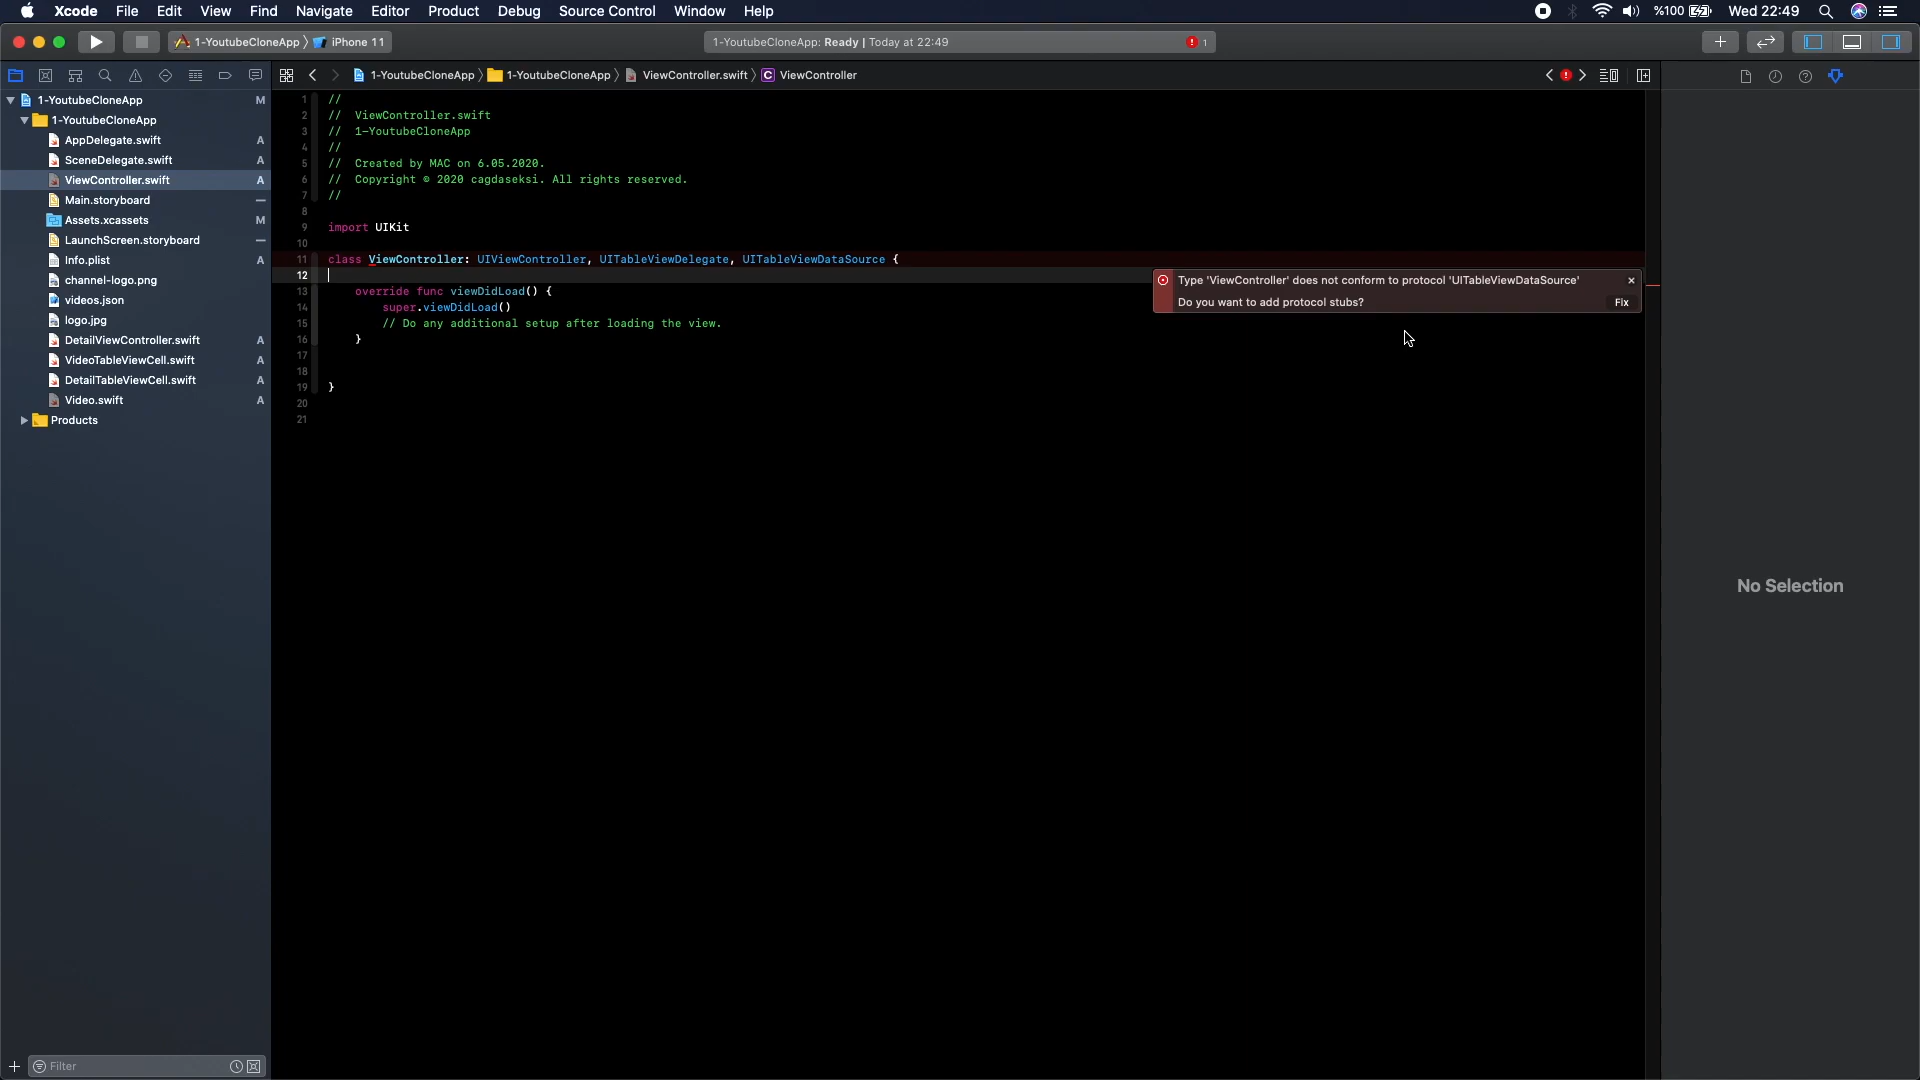 Xcode File Edit View Find Navigate Editor Product Debug Source Control Window Help %100 Wed 22:49
1-YoutubeCloneApp iPhone 11 1-YoutubeCloneApp: Ready | Today at 22:49 1
1-YoutubeCloneApp 1-YoutubeCloneApp ViewController.swift C ViewController
1-YoutubeCloneApp M
1-YoutubeCloneApp
AppDelegate.swift A
SceneDelegate.swift A
ViewController.swift A
Main.storyboard
Assets.xcassets M
LaunchScreen.storyboard
Info.plist A
channel-logo.png
videos.json
logo.jpg
DetailViewController.swift A
VideoTableViewCell.swift A
DetailTableViewCell.swift A
Video.swift A
Products
Filter
1 //
2 // ViewController.swift
3 // 1-YoutubeCloneApp
4 //
5 // Created by MAC on 6.05.2020.
6 // Copyright © 2020 cagdaseksi. All rights reserved.
7 //
8
9 import UIKit
10
11 class ViewController: UIViewController, UITableViewDelegate, UITableViewDataSource {
12
13 override func viewDidLoad() {
14 super.viewDidLoad()
15 // Do any additional setup after loading the view.
16 }
17
18
19 }
20
21
Type 'ViewController' does not conform to protocol 'UITableViewDataSource'
Do you want to add protocol stubs? Fix
No Selection